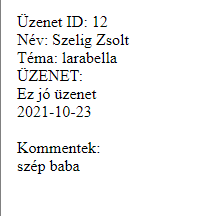 Üzenet ID: 12
Név: Szelig Zsolt
Téma: larabella
ÜZENET:
Ez jó üzenet
2021-10-23
Kommentek:
szép baba